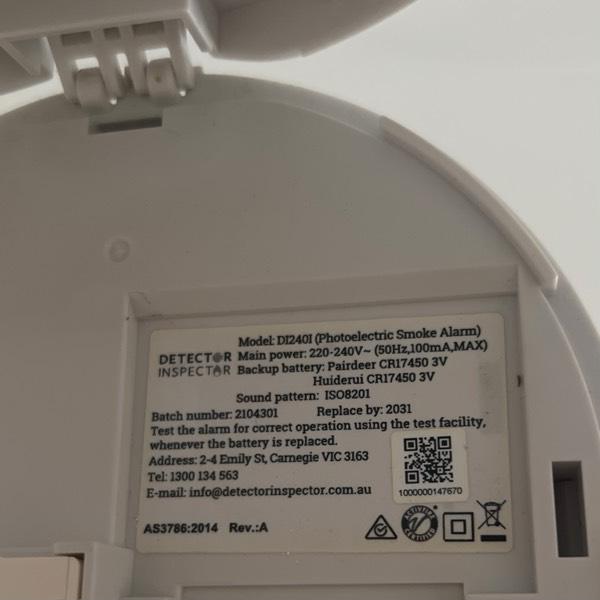 Model: DI240I (Photoelectric Smoke Alarm)
DETECTOR
INSPECTOR
Main power: 220-240V~ (50Hz,100mA,MAX)
Backup battery: Pairdeer CR17450 3V
Huiderui CR17450 3V
Sound pattern: ISO8201
Batch number: 2104301 Replace by: 2031
Test the alarm for correct operation using the test facility,
whenever the battery is replaced.
Address: 2-4 Emily St, Carnegie VIC 3163
Tel: 1300 134 563
E-mail: info@detectorinspector.com.au
1000000147670
AS3786:2014 Rev.:A